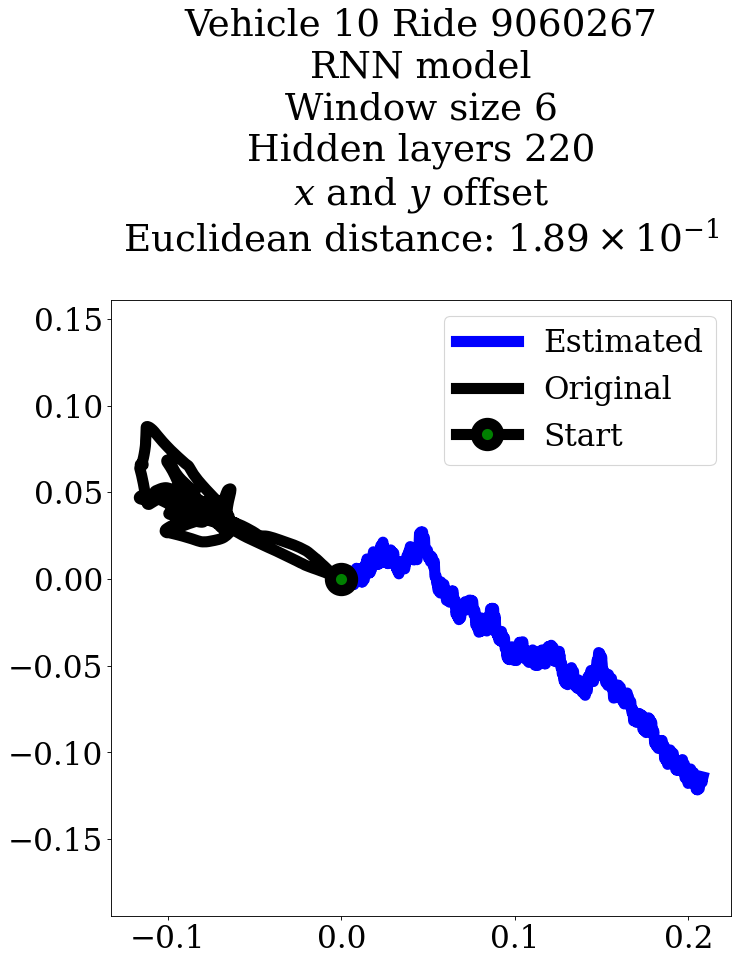 Vehicle 10 Ride 9060267
RNN model
Window size 6
Hidden layers 220
x and y offset
Euclidean distance: 1.89 × 10⁻¹
Estimated
Original
Start
0.15
0.10
0.05
0.00
−0.05
−0.10
−0.15
−0.1 0.0 0.1 0.2